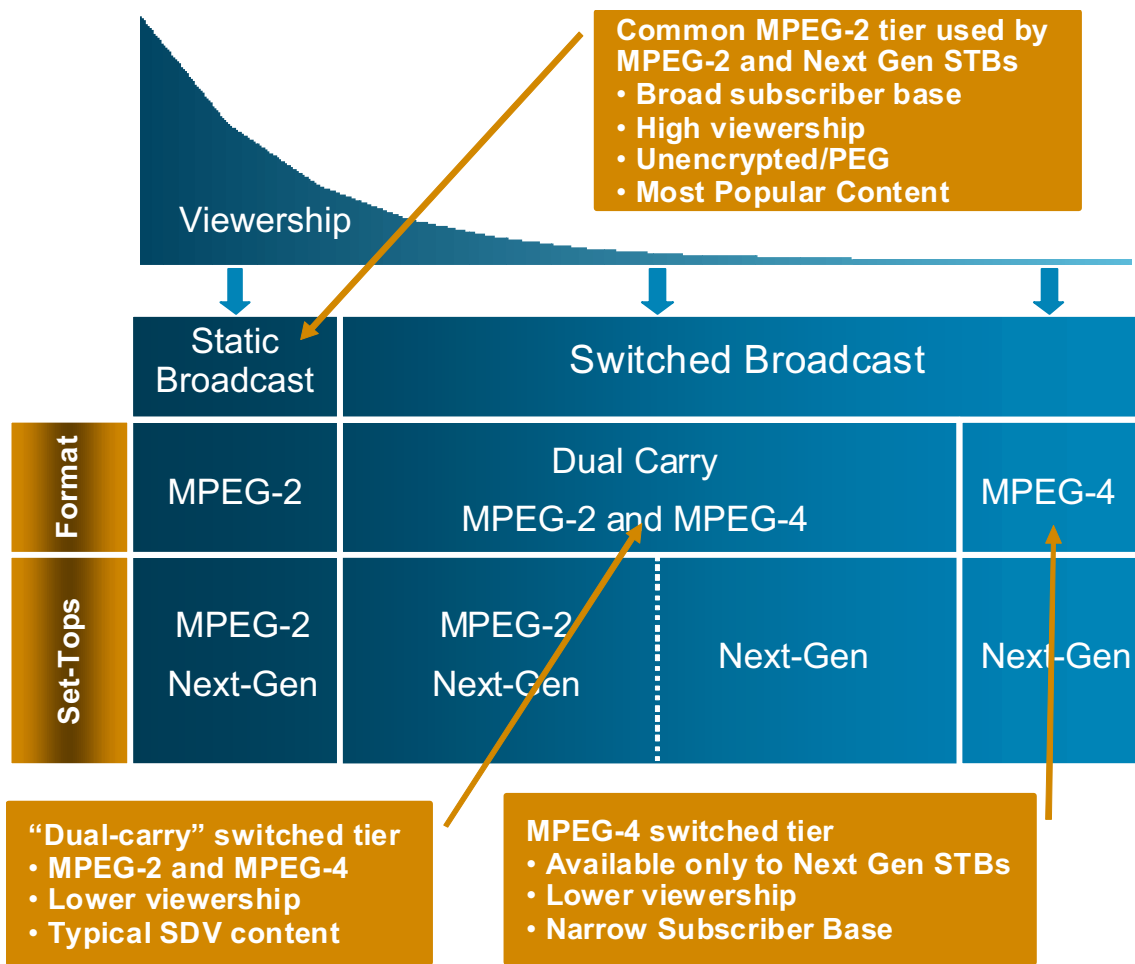 Common MPEG-2 tier used by
MPEG-2 and Next Gen STBs
• Broad subscriber base
• High viewership
• Unencrypted/PEG
• Most Popular Content
Viewership
Static
Broadcast
Switched Broadcast
Format
MPEG-2
Dual Carry
MPEG-2 and MPEG-4
MPEG-4
Set-Tops
MPEG-2
Next-Gen
MPEG-2
Next-Gen
Next-Gen
Next-Gen
“Dual-carry” switched tier
• MPEG-2 and MPEG-4
• Lower viewership
• Typical SDV content
MPEG-4 switched tier
• Available only to Next Gen STBs
• Lower viewership
• Narrow Subscriber Base